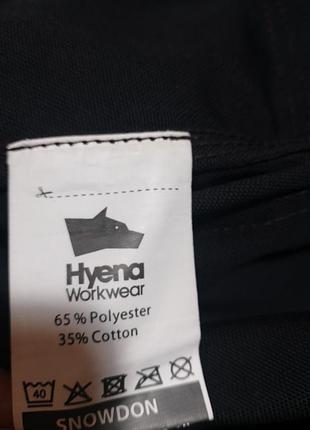 Hyena
Workwear
65% Polyester
35% Cotton
40
SNOWDON